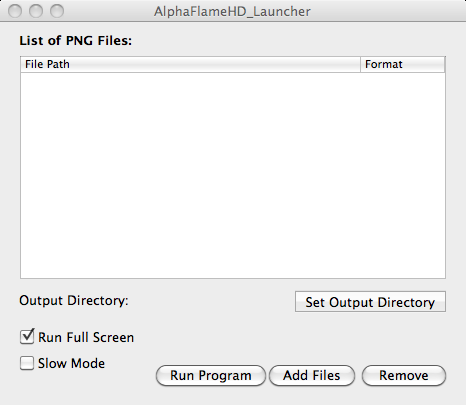 AlphaFlameHD_Launcher
List of PNG Files:
File Path Format
Output Directory: Set Output Directory
Run Full Screen
Slow Mode
Run Program Add Files Remove